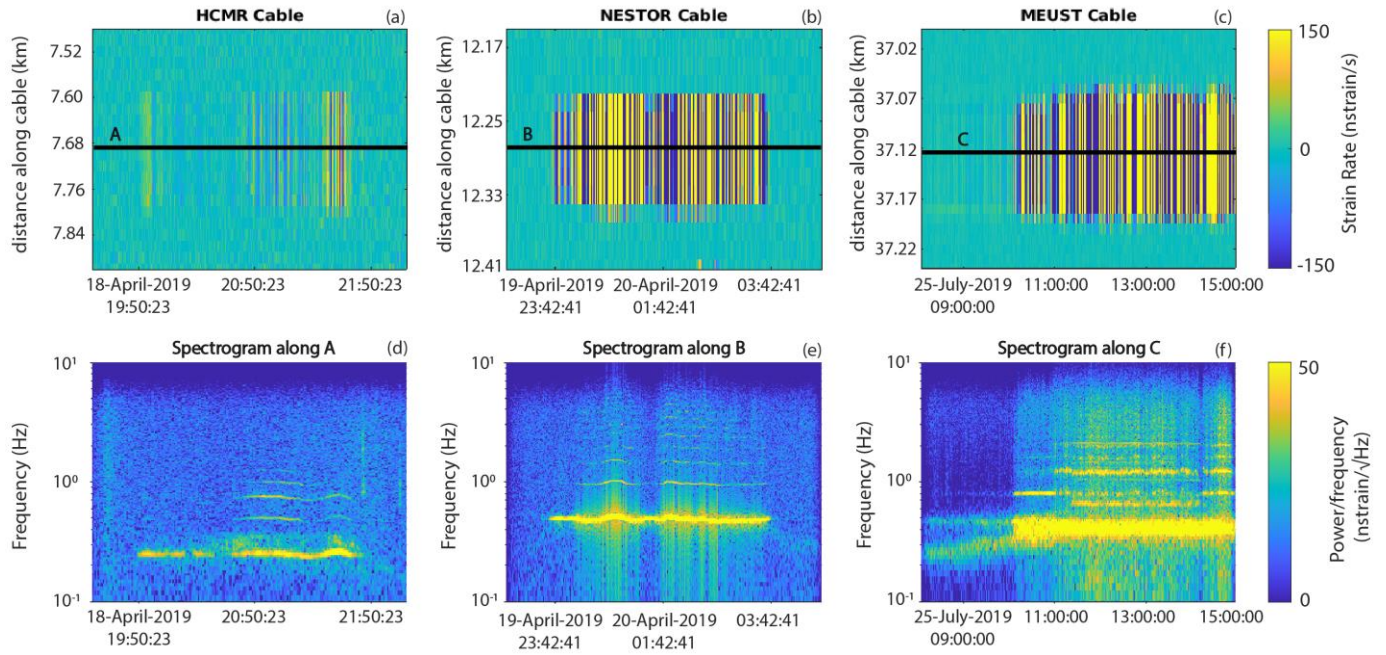 HCMR Cable (a)
distance along cable (km)
7.52
7.60
7.68
7.76
7.84
A
18-April-2019 20:50:23 21:50:23
19:50:23
NESTOR Cable (b)
distance along cable (km)
12.17
12.25
12.33
12.41
B
19-April-2019 20-April-2019 03:42:41
23:42:41 01:42:41
MEUST Cable (c)
distance along cable (km)
37.02
37.07
37.12
37.17
37.22
C
25-July-2019 11:00:00 13:00:00 15:00:00
09:00:00
150
0
-150
Strain Rate (nstrain/s)
Spectrogram along A (d)
Frequency (Hz)
10¹
10⁰
10⁻¹
18-April-2019 20:50:23 21:50:23
19:50:23
Spectrogram along B (e)
Frequency (Hz)
10¹
10⁰
10⁻¹
19-April-2019 20-April-2019 03:42:41
23:42:41 01:42:41
Spectrogram along C (f)
Frequency (Hz)
10¹
10⁰
10⁻¹
25-July-2019 11:00:00 13:00:00 15:00:00
09:00:00
50
0
Power/frequency
(nstrain/√Hz)